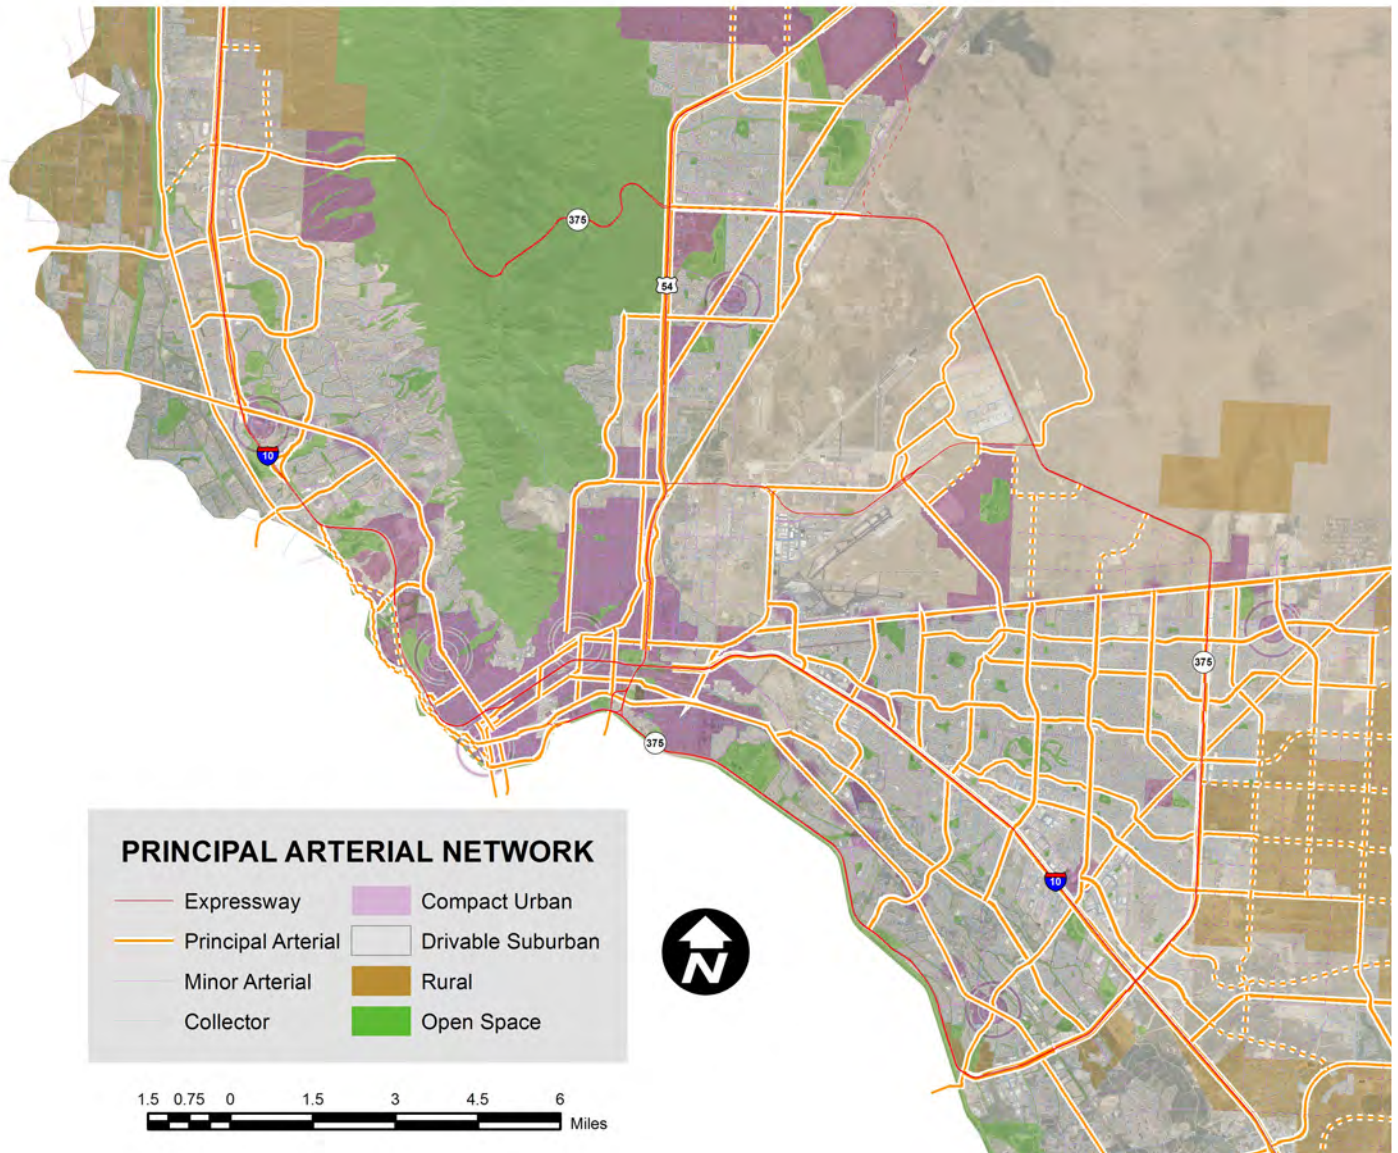 375
54
10
375
375
10
PRINCIPAL ARTERIAL NETWORK
Expressway
Compact Urban
Principal Arterial
Drivable Suburban
Minor Arterial
Rural
Collector
Open Space
N
1.5 0.75 0 1.5 3 4.5 6
Miles